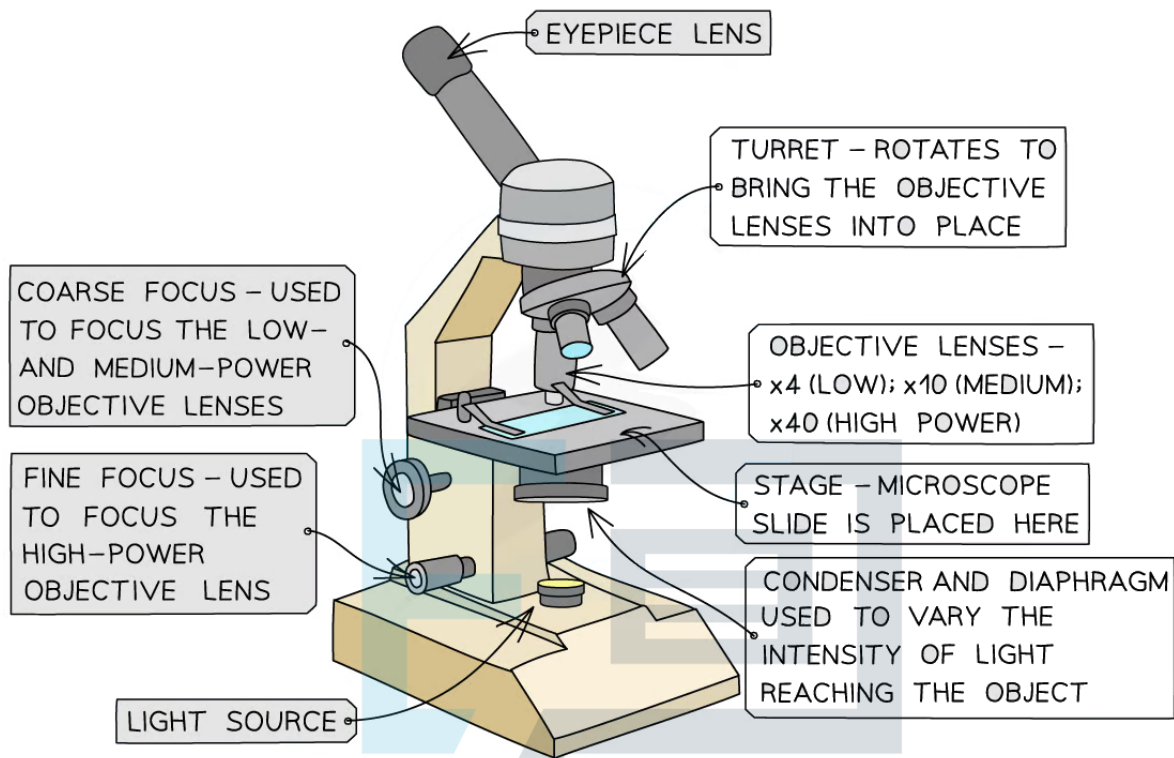 EYEPIECE LENS
TURRET – ROTATES TO
BRING THE OBJECTIVE
LENSES INTO PLACE
COARSE FOCUS – USED
TO FOCUS THE LOW–
AND MEDIUM–POWER
OBJECTIVE LENSES
OBJECTIVE LENSES –
x4 (LOW); x10 (MEDIUM);
x40 (HIGH POWER)
FINE FOCUS – USED
TO FOCUS THE
HIGH–POWER
OBJECTIVE LENS
STAGE – MICROSCOPE
SLIDE IS PLACED HERE
CONDENSER AND DIAPHRAGM
USED TO VARY THE
INTENSITY OF LIGHT
REACHING THE OBJECT
LIGHT SOURCE